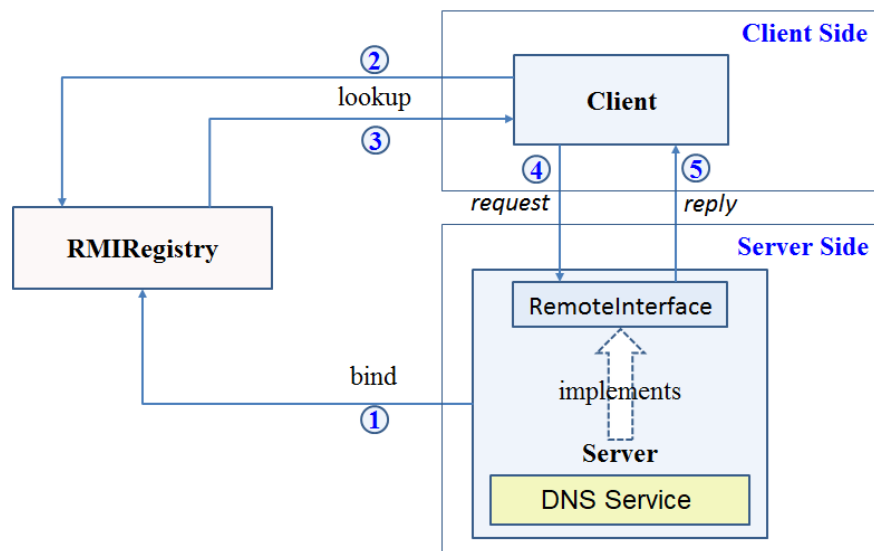 Client Side
2
lookup
Client
3
4
5
request
reply
RMIRegistry
Server Side
RemoteInterface
bind
implements
1
Server
DNS Service